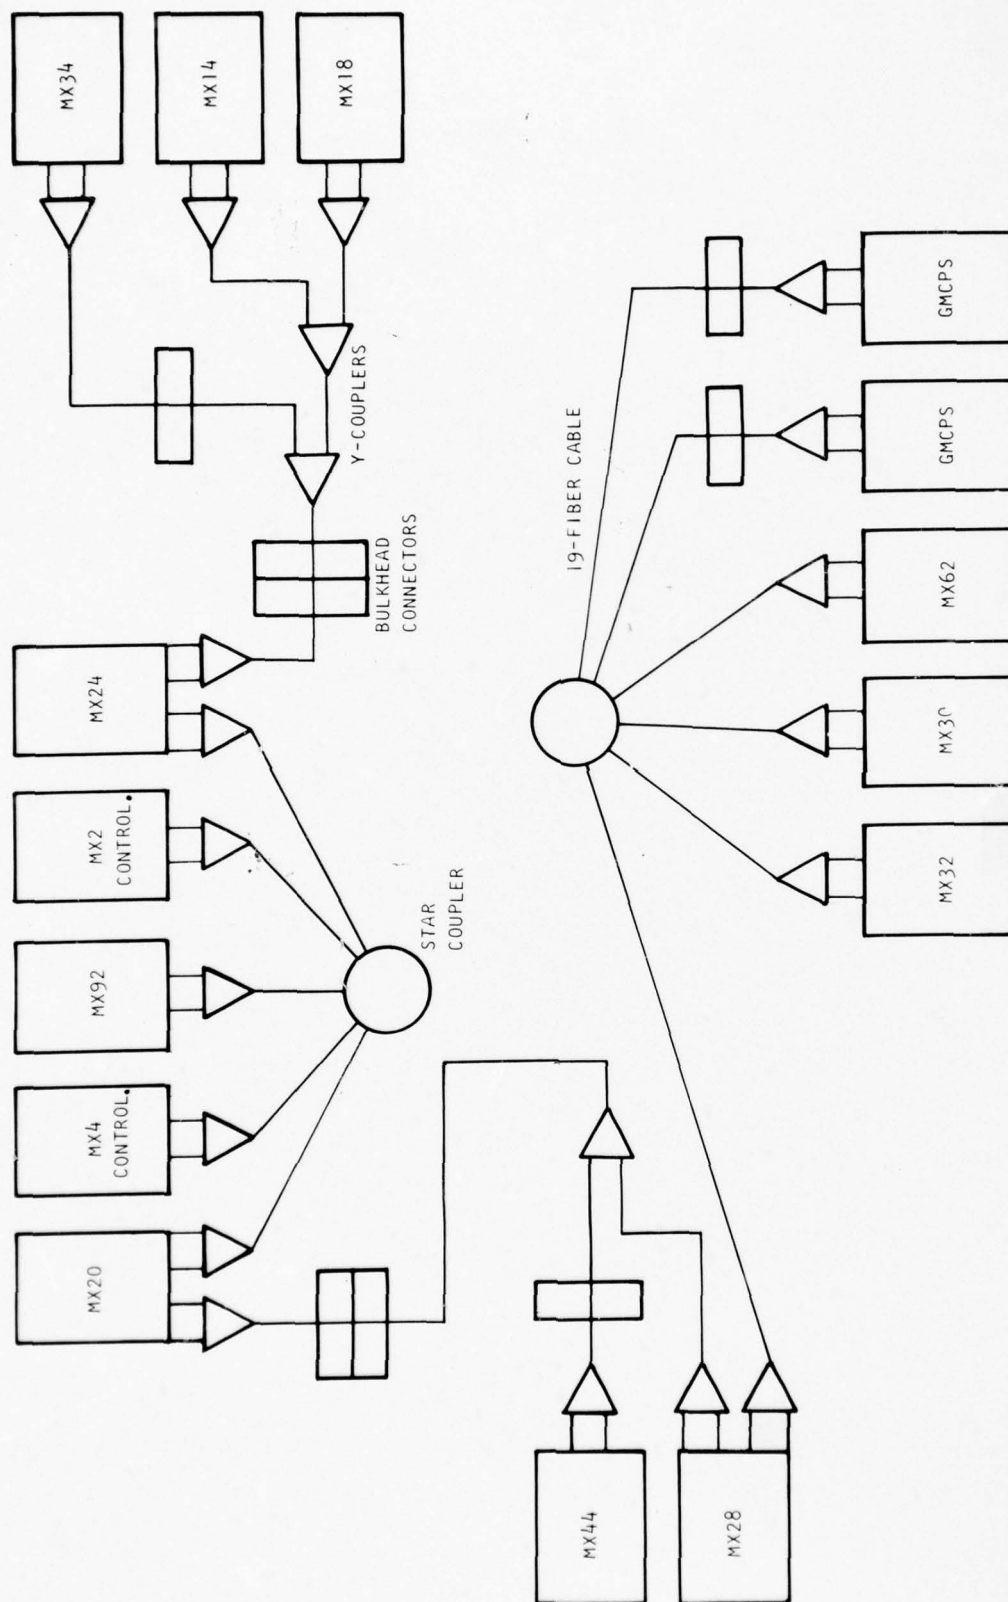 MX34
MX14
MX18
Y-COUPLERS
BULKHEAD
CONNECTORS
MX24
MX2
CONTROL.
MX92
MX4
CONTROL.
MX20
STAR
COUPLER
19-FIBER CABLE
GMCPS
GMCPS
MX62
MX30
MX32
MX44
MX28